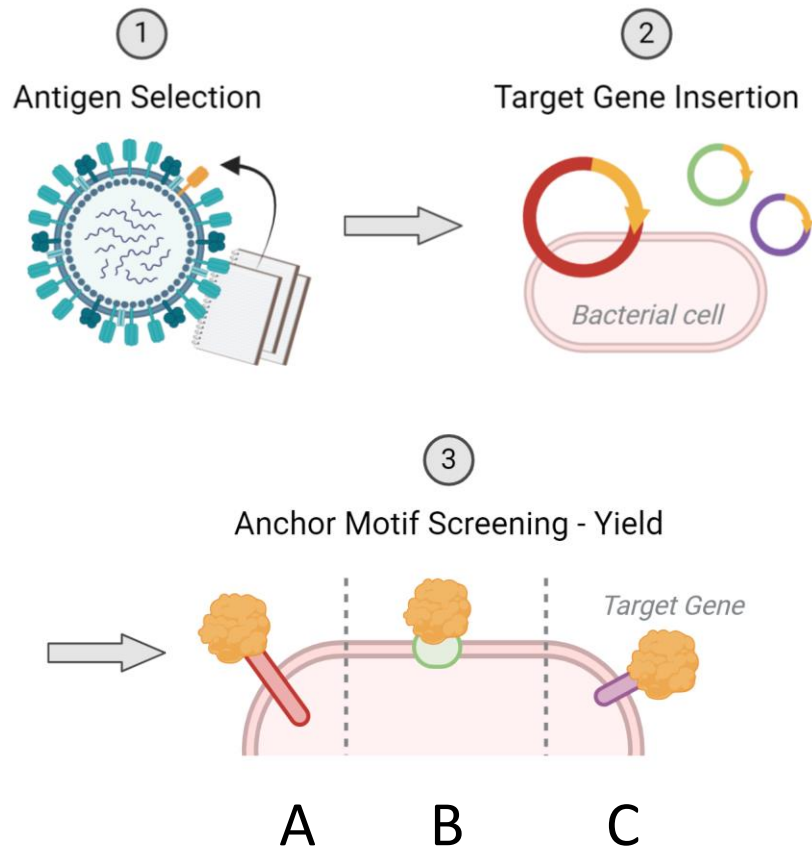 1
Antigen Selection
2
Target Gene Insertion
Bacterial cell
3
Anchor Motif Screening - Yield
Target Gene
A
B
C